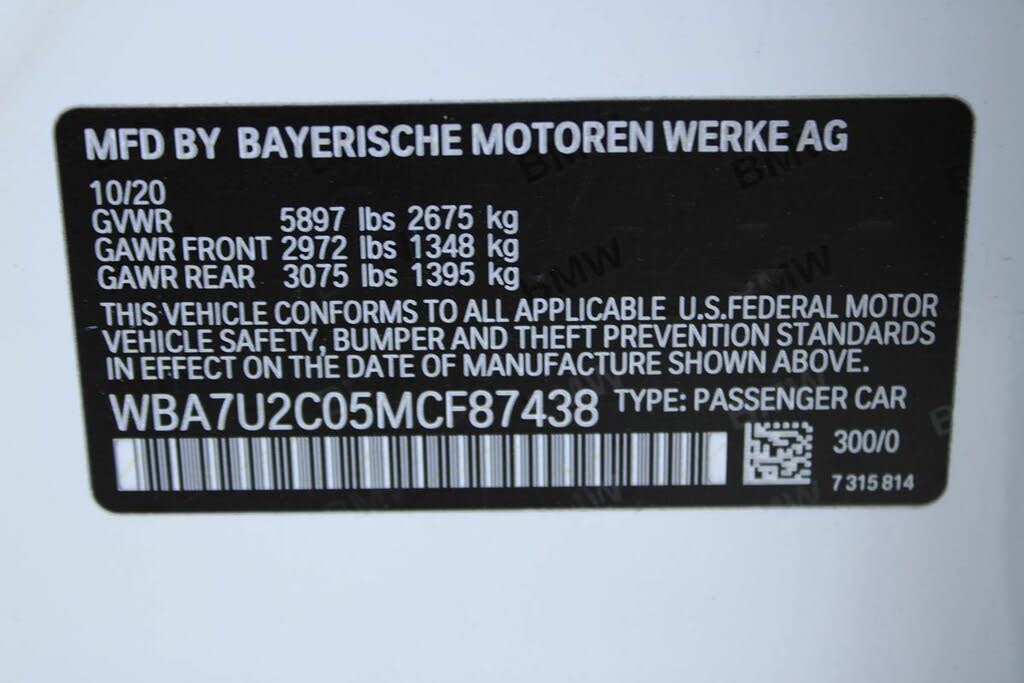 MFD BY BAYERISCHE MOTOREN WERKE AG
10/20
GVWR 5897 lbs 2675 kg
GAWR FRONT 2972 lbs 1348 kg
GAWR REAR 3075 lbs 1395 kg
THIS VEHICLE CONFORMS TO ALL APPLICABLE U.S.FEDERAL MOTOR
VEHICLE SAFETY, BUMPER AND THEFT PREVENTION STANDARDS
IN EFFECT ON THE DATE OF MANUFACTURE SHOWN ABOVE.
WBA7U2C05MCF87438 TYPE: PASSENGER CAR
300/0
7 315 814